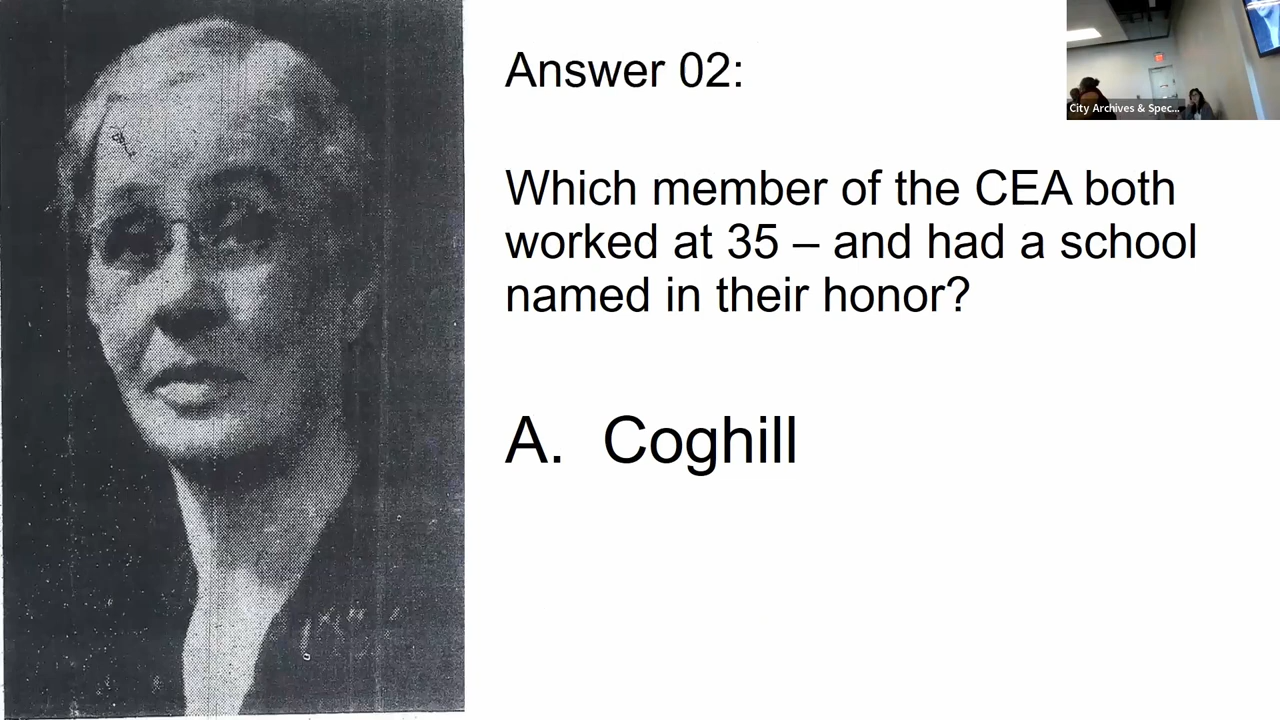 Answer 02:
Which member of the CEA both
worked at 35 – and had a school
named in their honor?
A. Coghill
City Archives & Spec...